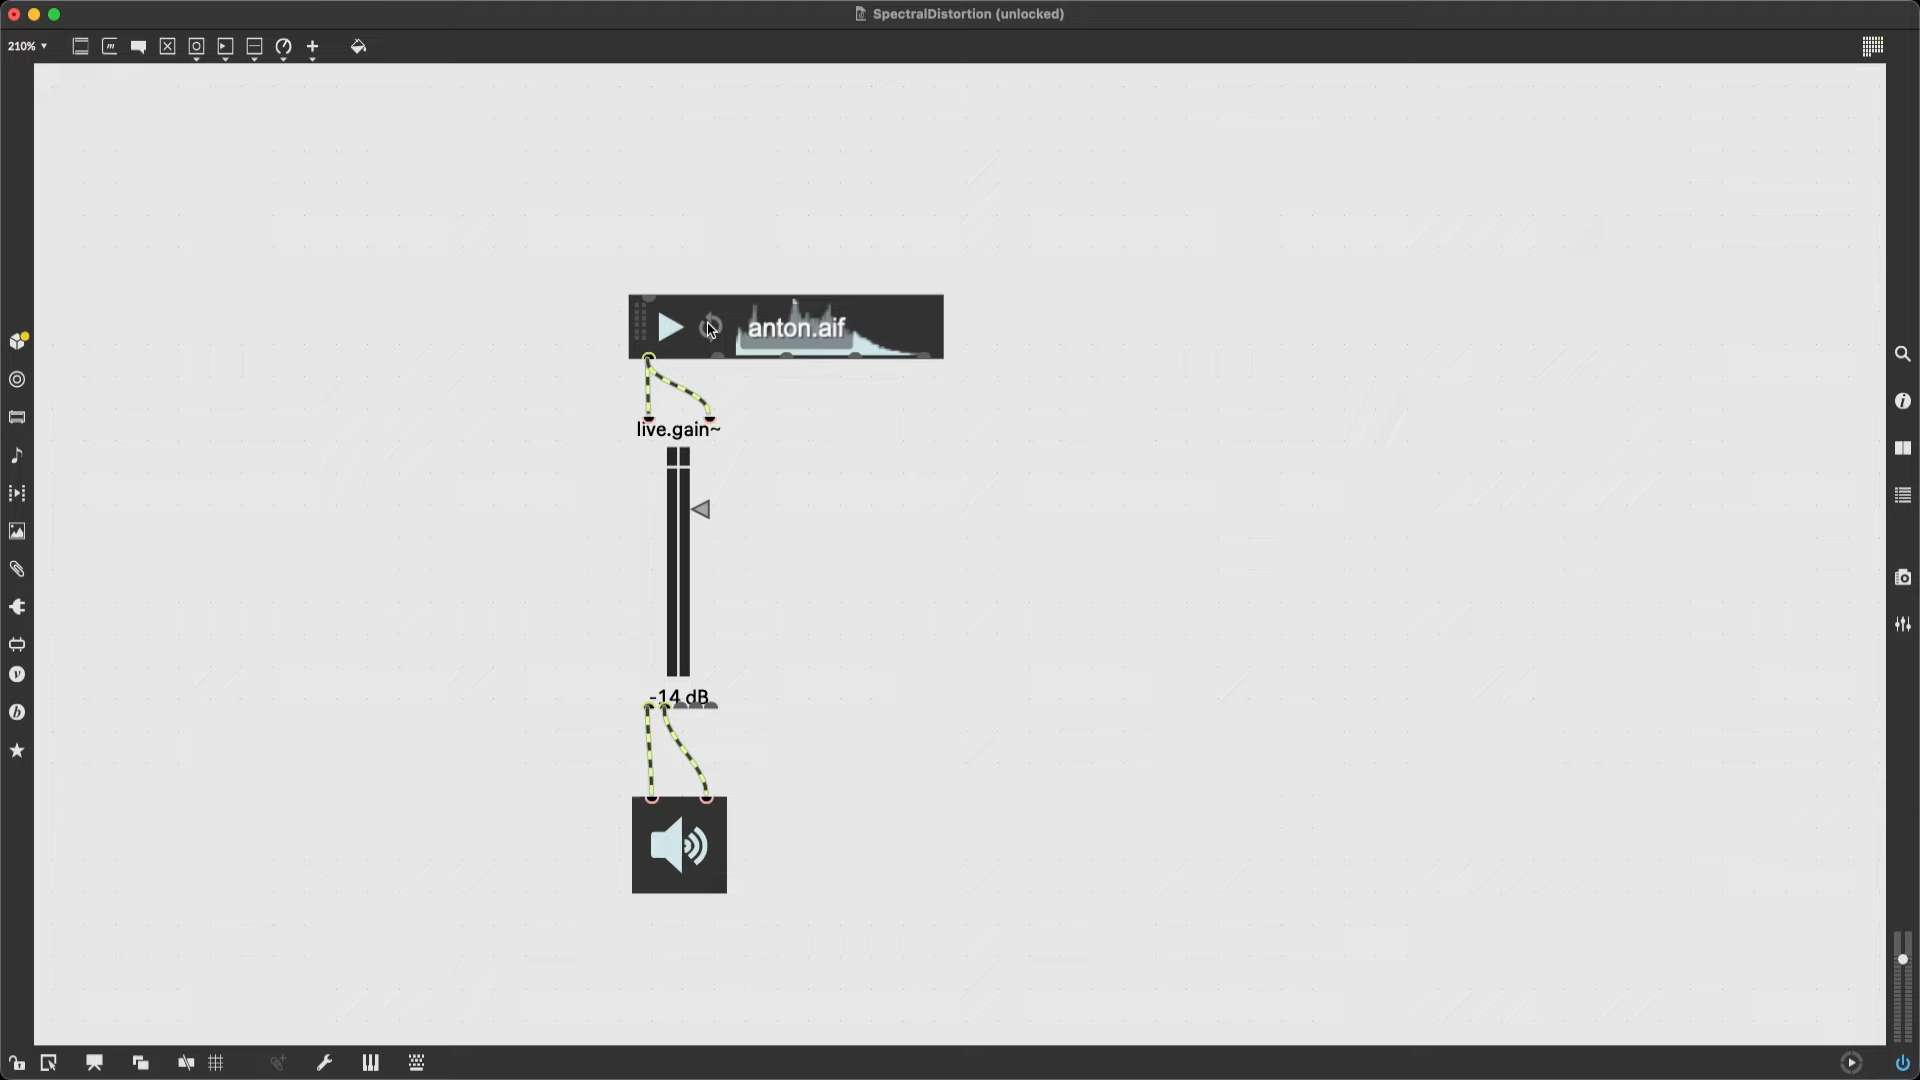 SpectralDistortion (unlocked)
210%
anton.aif
live.gain~
-14 dB